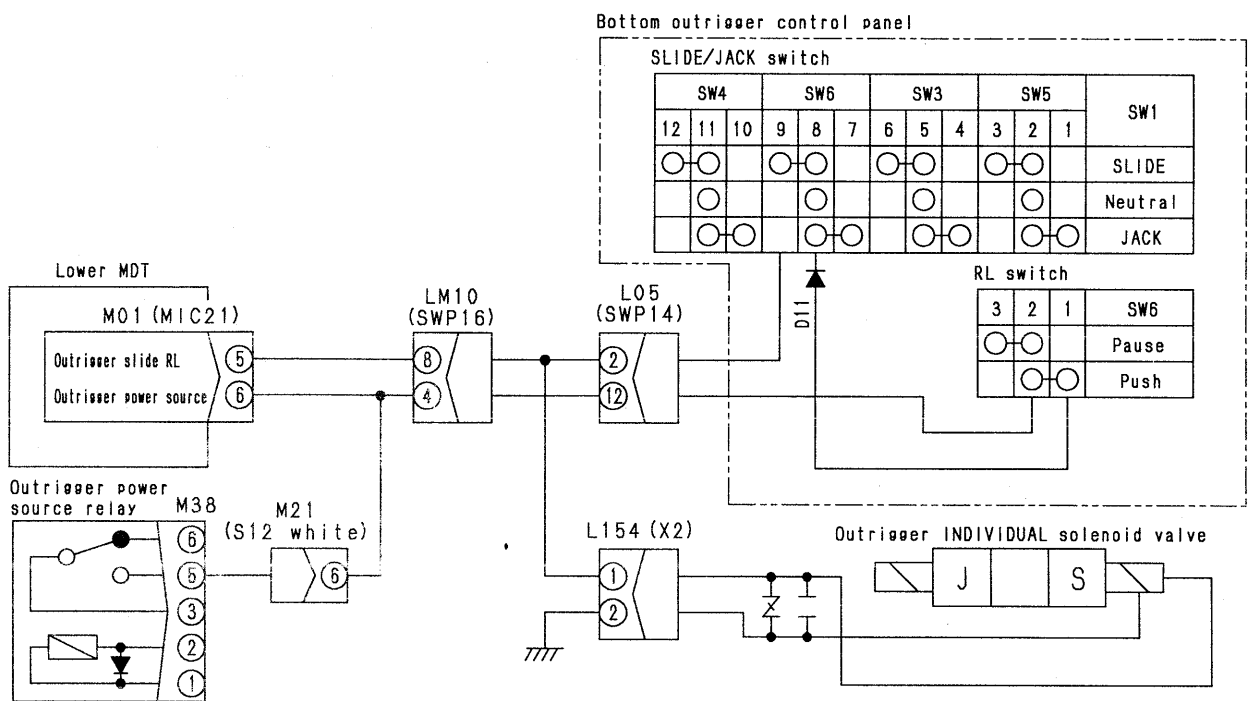 Bottom outrigger control panel
SLIDE/JACK switch
SW4 SW6 SW3 SW5 SW1
12 11 10 9 8 7 6 5 4 3 2 1
SLIDE
Neutral
JACK
Lower MDT
M01 (MIC21)
LM10
(SWP16)
L05
(SWP14)
D11
RL switch
3 2 1 SW6
Pause
Push
Outrigger slide RL 5 8 2
Outrigger power source 6 4 12
Outrigger power
source relay
M38
M21
(S12 white)
L154 (X2)
Outrigger INDIVIDUAL solenoid valve
6
5
3
2
1
6
1
2
J S